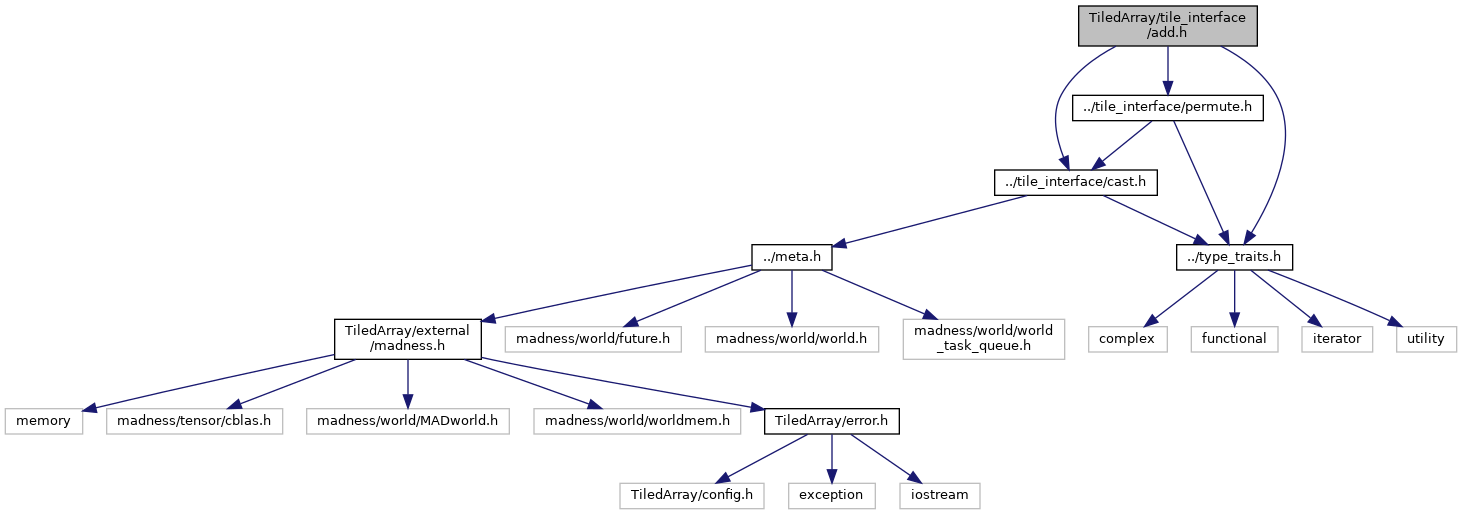 TiledArray/tile_interface
/add.h
../tile_interface/permute.h
../tile_interface/cast.h
../meta.h
../type_traits.h
TiledArray/external
/madness.h
madness/world/future.h
madness/world/world.h
madness/world/world
_task_queue.h
complex
functional
iterator
utility
memory
madness/tensor/cblas.h
madness/world/MADworld.h
madness/world/worldmem.h
TiledArray/error.h
TiledArray/config.h
exception
iostream